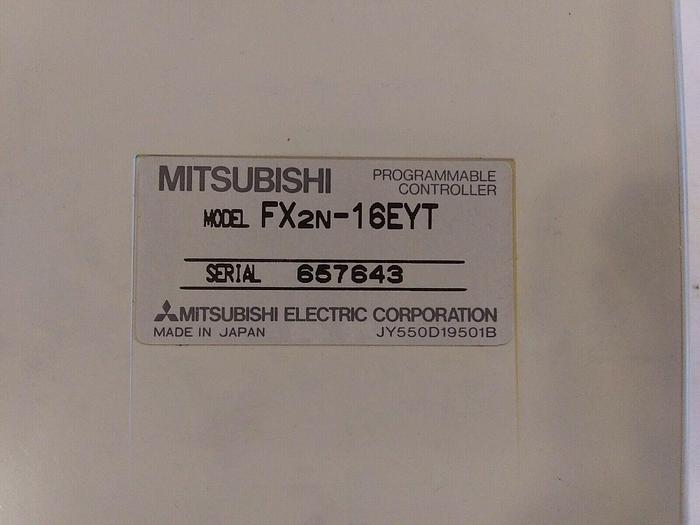 MITSUBISHI PROGRAMMABLE CONTROLLER
MODEL FX2N-16EYT
SERIAL 657643
MITSUBISHI ELECTRIC CORPORATION
MADE IN JAPAN JY550D19501B